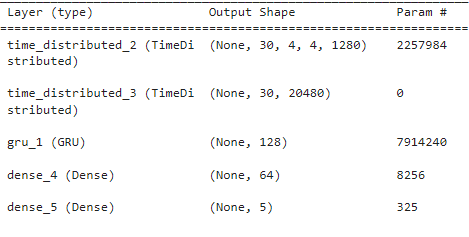 Layer (type) Output Shape Param #
time_distributed_2 (TimeDi (None, 30, 4, 4, 1280) 2257984
stributed)
time_distributed_3 (TimeDi (None, 30, 20480) 0
stributed)
gru_1 (GRU) (None, 128) 7914240
dense_4 (Dense) (None, 64) 8256
dense_5 (Dense) (None, 5) 325